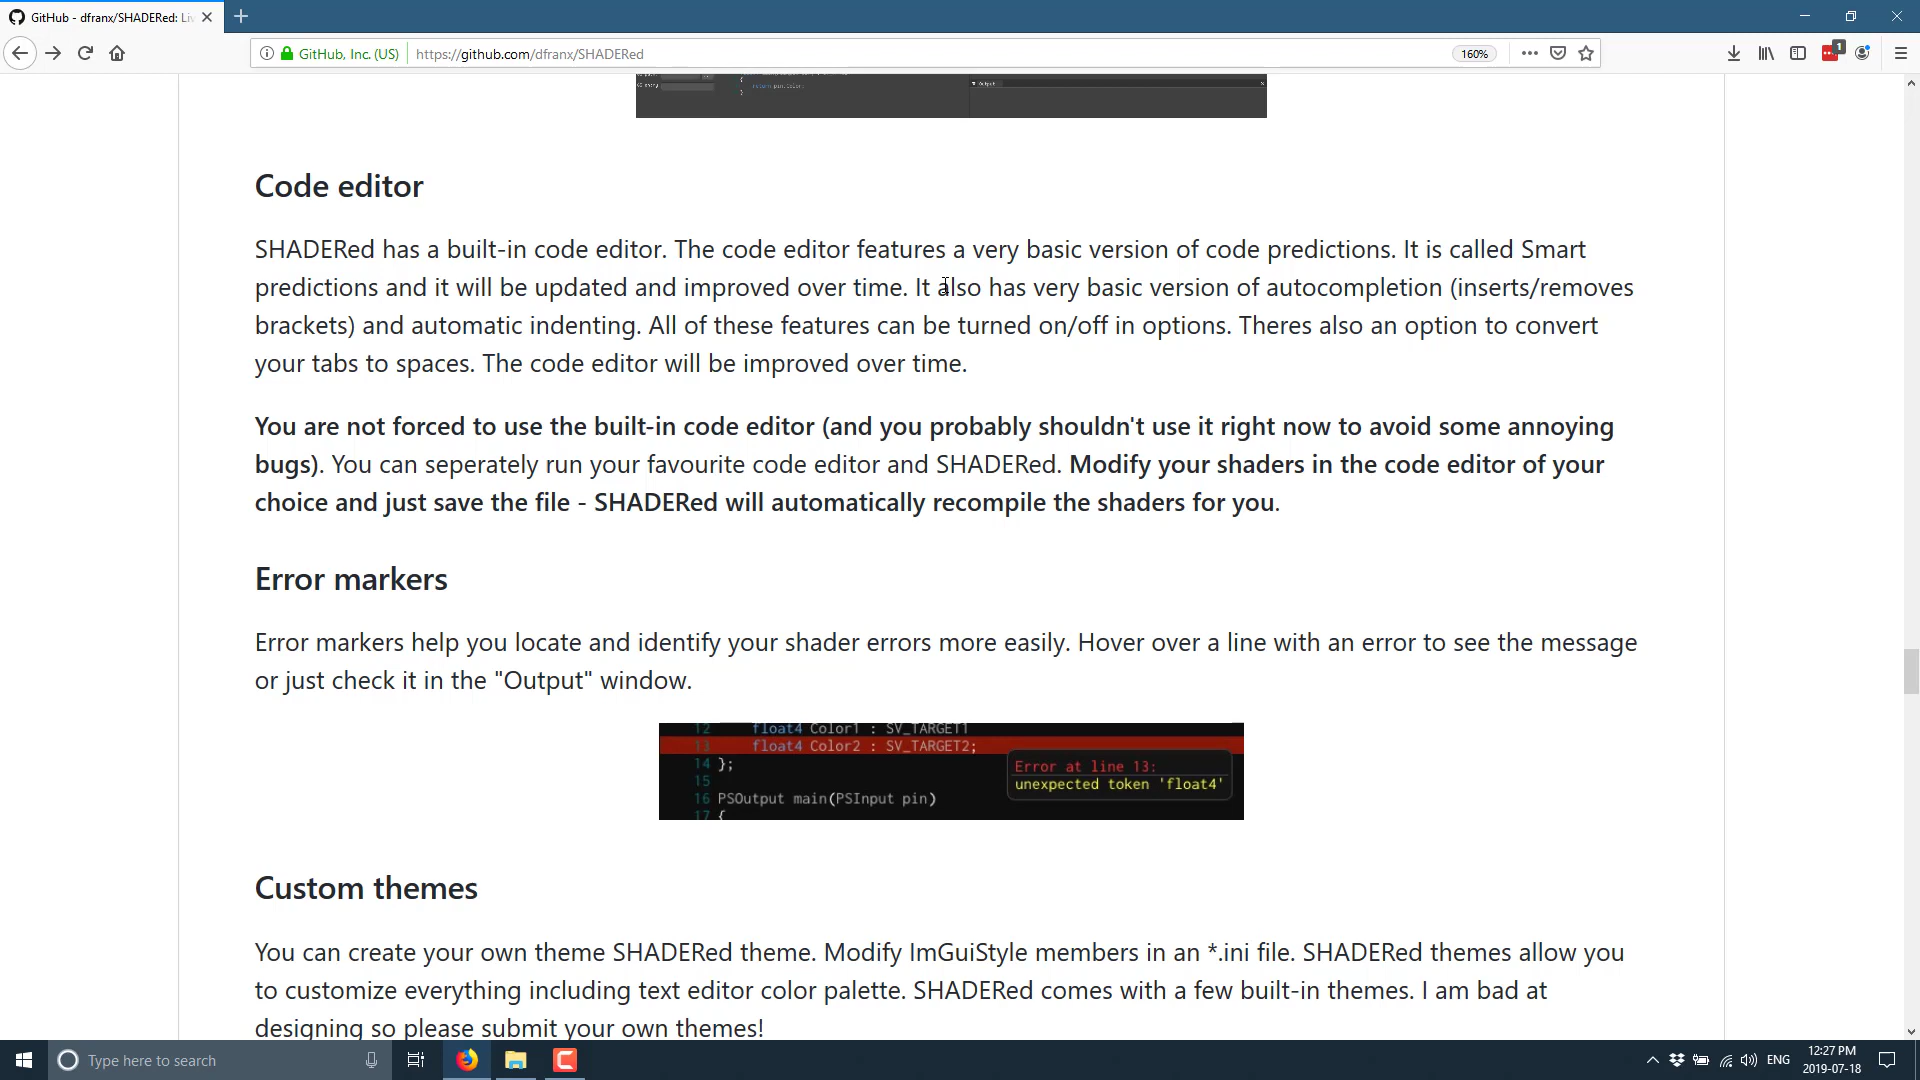 GitHub - dfranx/SHADERed: Li
GitHub, Inc. (US)
https://github.com/dfranx/SHADERed
160%
1
Output
Code editor
SHADERed has a built-in code editor. The code editor features a very basic version of code predictions. It is called Smart
predictions and it will be updated and improved over time. It also has very basic version of autocompletion (inserts/removes
brackets) and automatic indenting. All of these features can be turned on/off in options. Theres also an option to convert
your tabs to spaces. The code editor will be improved over time.
You are not forced to use the built-in code editor (and you probably shouldn't use it right now to avoid some annoying
bugs). You can seperately run your favourite code editor and SHADERed. Modify your shaders in the code editor of your
choice and just save the file - SHADERed will automatically recompile the shaders for you.
Error markers
Error markers help you locate and identify your shader errors more easily. Hover over a line with an error to see the message
or just check it in the "Output" window.
12 float4 Color1 : SV_TARGET1
13 float4 Color2 : SV_TARGET2;
14 };
15
16 PSOutput main(PSInput pin)
17 {
Error at line 13:
unexpected token 'float4'
Custom themes
You can create your own theme SHADERed theme. Modify ImGuiStyle members in an *.ini file. SHADERed themes allow you
to customize everything including text editor color palette. SHADERed comes with a few built-in themes. I am bad at
designing so please submit your own themes!
Type here to search
ENG
12:27 PM
2019-07-18